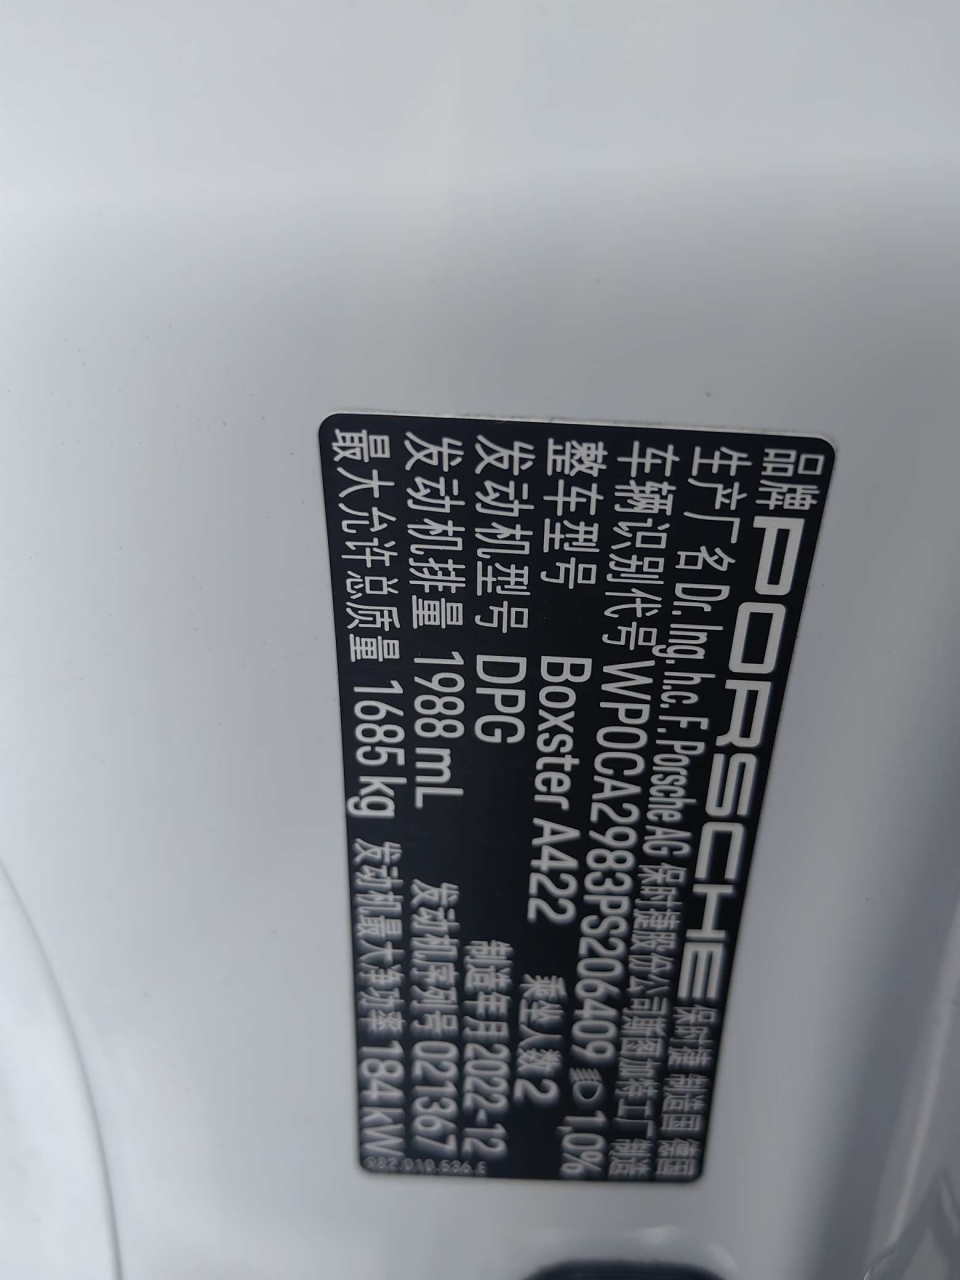 品牌 PORSCHE 保时捷 制造国 德国
生产厂名 Dr. Ing. h.c. F. Porsche AG 保时捷股份公司斯图加特工厂 制造
车辆识别代号 WP0CA2983PS206409 1,0%
整车型号 Boxster A422 乘坐人数 2
发动机型号 DPG 制造年月 2022-12
发动机排量 1988 mL 发动机序列号 021367
最大允许总质量 1685 kg 发动机最大净功率 184 kW
982.010.536.E